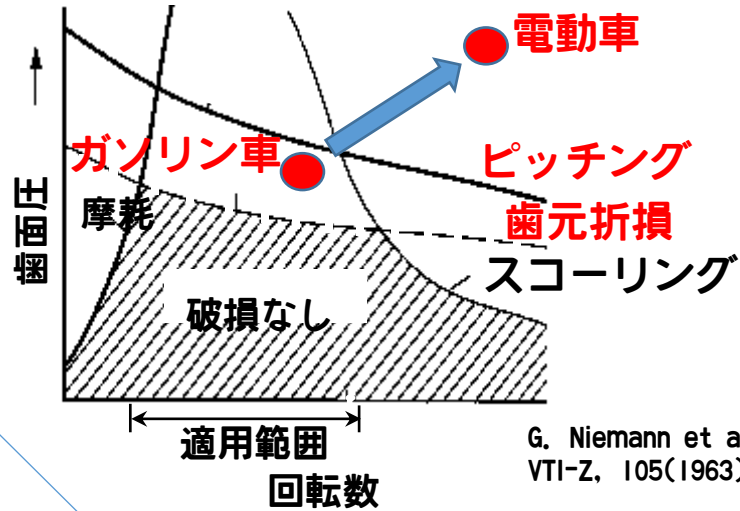 電動車
ガソリン車
ピッチング
歯元折損
摩耗
スコーリング
歯面圧
破損なし
適用範囲
回転数
G. Niemann et a
VTI-Z, 105(1963)